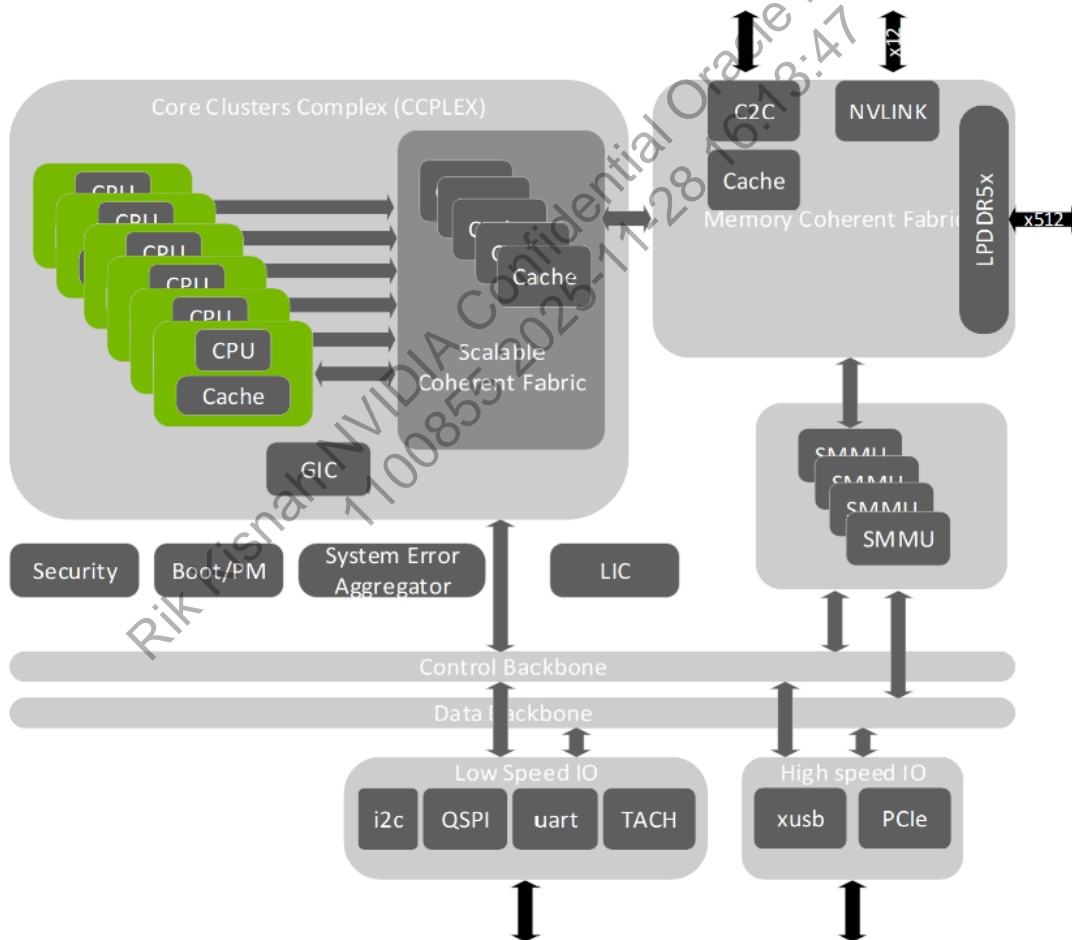 x12
Core Clusters Complex (CCPLEX)
C2C
NVLINK
Cache
Memory Coherent Fabric
LPDDR5x
x512
CPU
CPU
CPU
CPU
CPU
CPU
Cache
Cache
Scalable
Coherent Fabric
GIC
SMMU
SMMU
SMMU
SMMU
Security
Boot/PM
System Error
Aggregator
LIC
Control Backbone
Data Backbone
Low Speed IO
i2c
QSPI
uart
TACH
High speed IO
xusb
PCIe
Rik Kisnah NVIDIA Confidential Oracle
1100855 2025-11-28 16:13:47